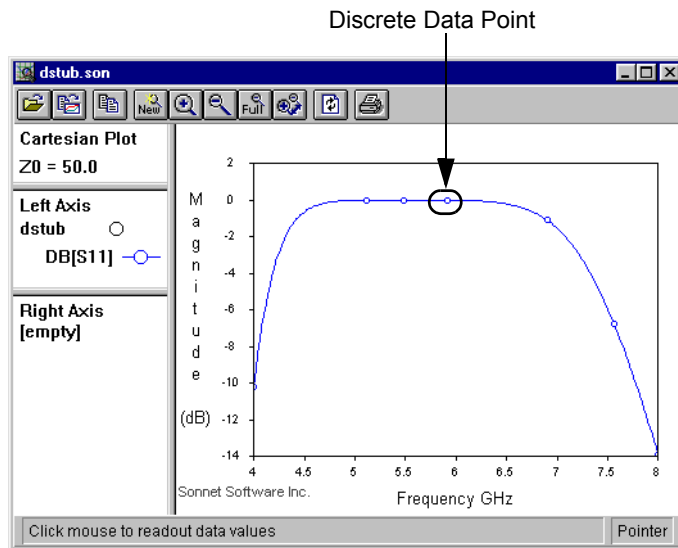 Discrete Data Point
dstub.son
New
Full
Cartesian Plot
Z0 = 50.0
Left Axis
dstub
DB[S11]
Right Axis
[empty]
Magnitude
(dB)
2
0
-2
-4
-6
-8
-10
-12
-14
4 4.5 5 5.5 6 6.5 7 7.5 8
Sonnet Software Inc.
Frequency GHz
Click mouse to readout data values
Pointer